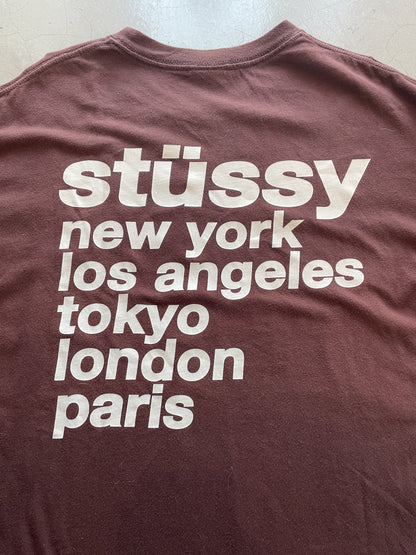 stüssy
new york
los angeles
tokyo
london
paris